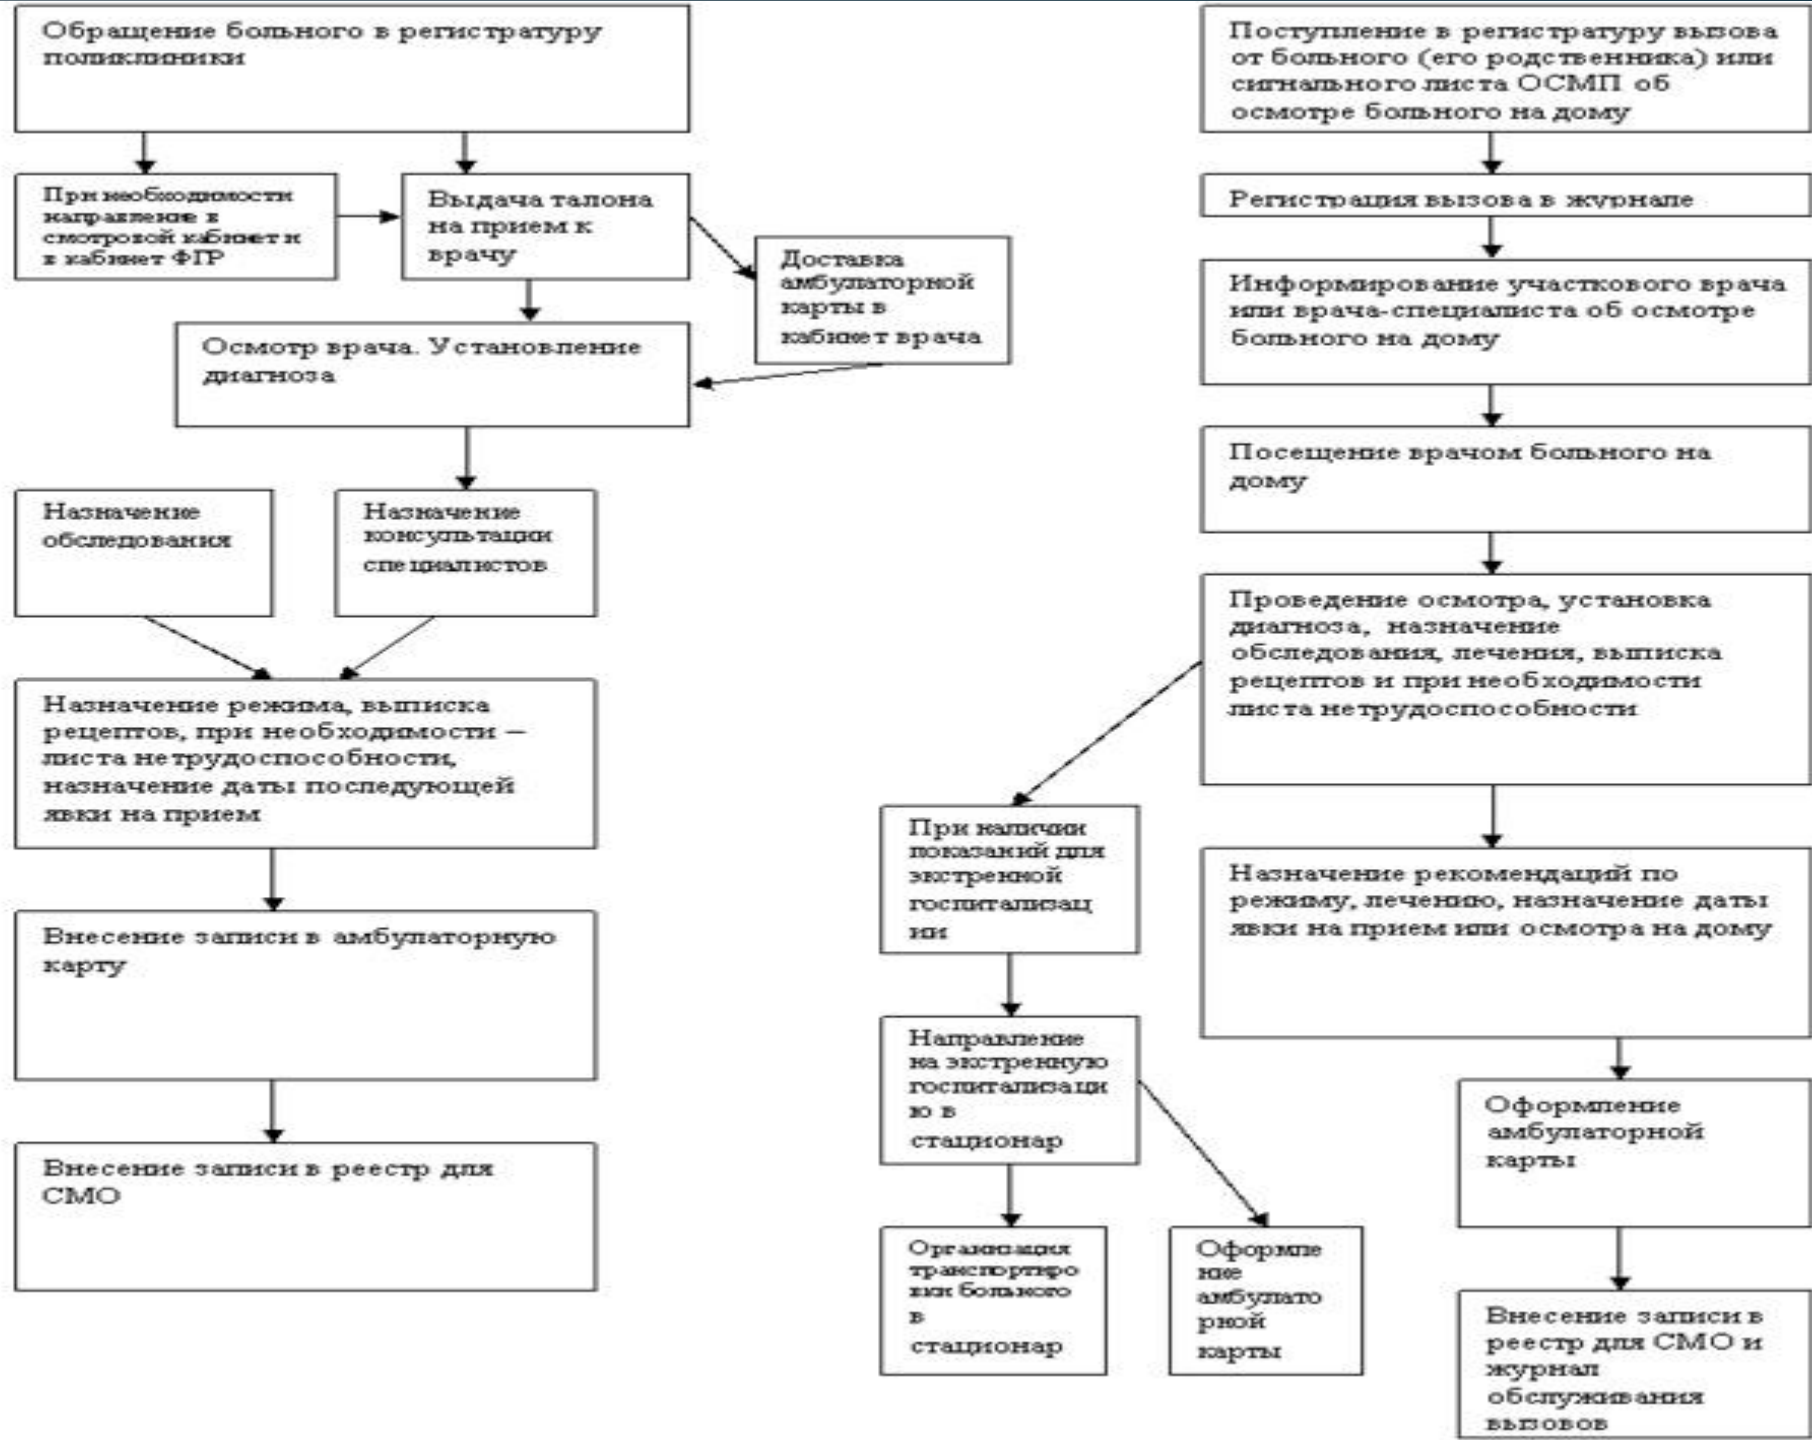 Обращение больного в регистратуру
поликлиники
При необходимости
направление в
смотровой кабинет и
в кабинет ФГР
Выдача талона
на прием к
врачу
Доставка
амбулаторной
карты в
кабинет врача
Осмотр врача. Установление
диагноза
Назначение
обследования
Назначение
консультации
специалистов
Назначение режима, выписка
рецептов, при необходимости –
листа нетрудоспособности,
назначение даты последующей
явки на прием
Внесение записи в амбулаторную
карту
Внесение записи в реестр для
СМО
Поступление в регистратуру вызова
от больного (его родственника) или
сигнального листа ОСМП об
осмотре больного на дому
Регистрация вызова в журнале
Информирование участкового врача
или врача-специалиста об осмотре
больного на дому
Посещение врачом больного на
дому
Проведение осмотра, установка
диагноза, назначение
обследования, лечения, выписка
рецептов и при необходимости
листа нетрудоспособности
При наличии
показаний для
экстренной
госпитализац
ии
Направление
на экстренную
госпитализаци
ю в
стационар
Организация
транспортиро
вки больного
в
стационар
Оформле
ние
амбулато
рной
карты
Назначение рекомендаций по
режиму, лечению, назначение даты
явки на прием или осмотра на дому
Оформление
амбулаторной
карты
Внесение записи в
реестр для СМО и
журнал
обслуживания
вызовов